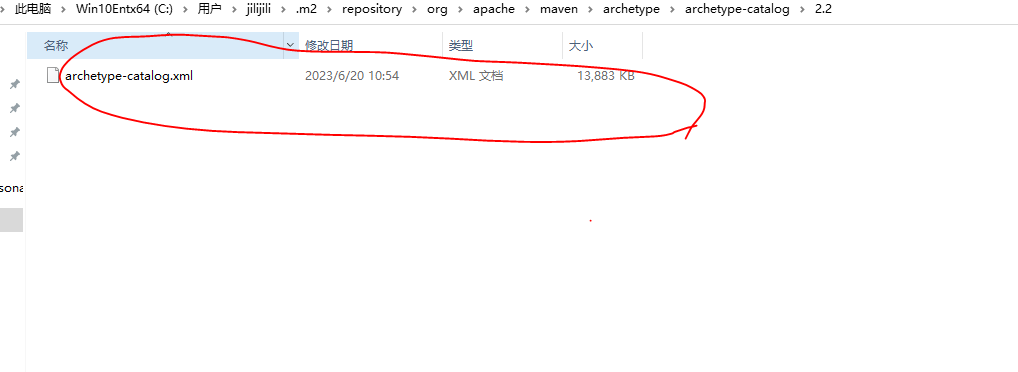 此电脑 > Win10Entx64 (C:) > 用户 > jilijili > .m2 > repository > org > apache > maven > archetype > archetype-catalog > 2.2
名称 修改日期 类型 大小
archetype-catalog.xml 2023/6/20 10:54 XML 文档 13,883 KB
sona